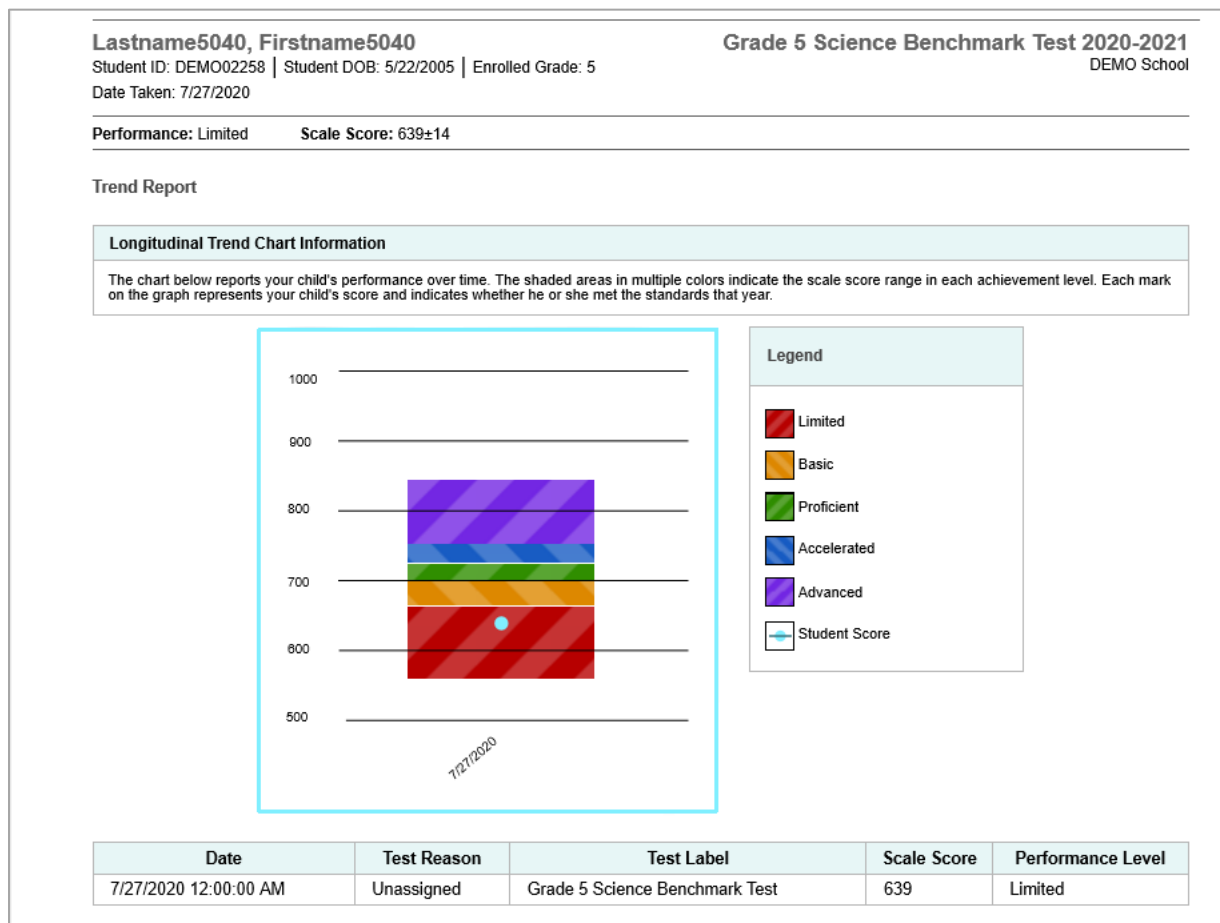 Lastname5040, Firstname5040
Grade 5 Science Benchmark Test 2020-2021
Student ID: DEMO02258 | Student DOB: 5/22/2005 | Enrolled Grade: 5
DEMO School
Date Taken: 7/27/2020
Performance: Limited Scale Score: 639±14
Trend Report
Longitudinal Trend Chart Information
The chart below reports your child's performance over time. The shaded areas in multiple colors indicate the scale score range in each achievement level. Each mark
on the graph represents your child's score and indicates whether he or she met the standards that year.
1000
900
800
700
600
500
7/27/2020
Legend
Limited
Basic
Proficient
Accelerated
Advanced
Student Score
Date Test Reason Test Label Scale Score Performance Level
7/27/2020 12:00:00 AM Unassigned Grade 5 Science Benchmark Test 639 Limited